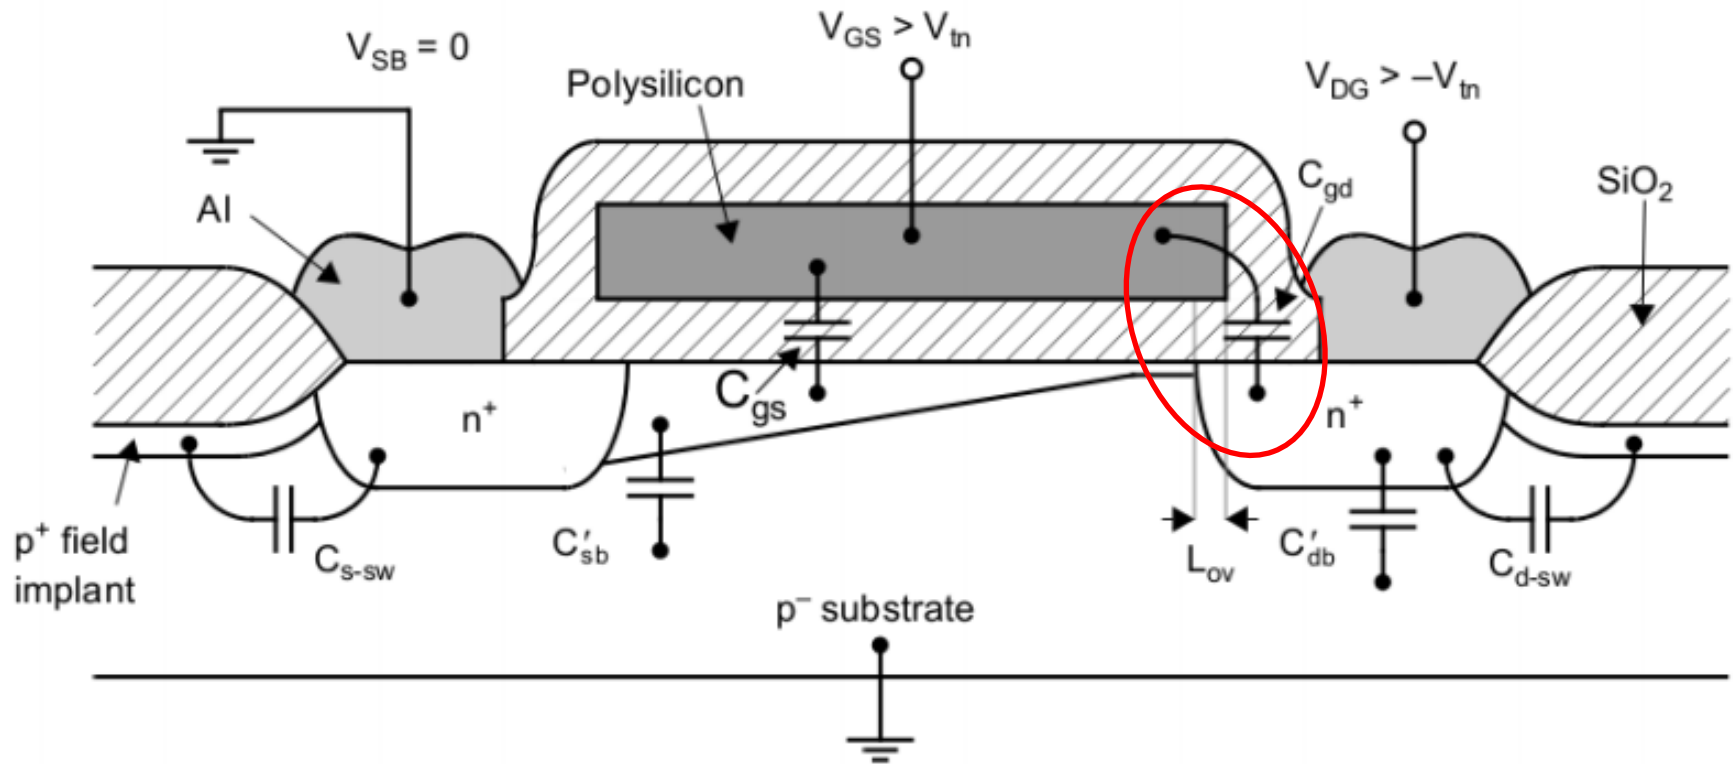 V_SB = 0
V_GS > V_tn
V_DG > –V_tn
Polysilicon
Al
C_gd
SiO₂
C_gs
n⁺
n⁺
p⁺ field
implant
C_s-sw
C′_sb
L_ov
C′_db
C_d-sw
p⁻ substrate